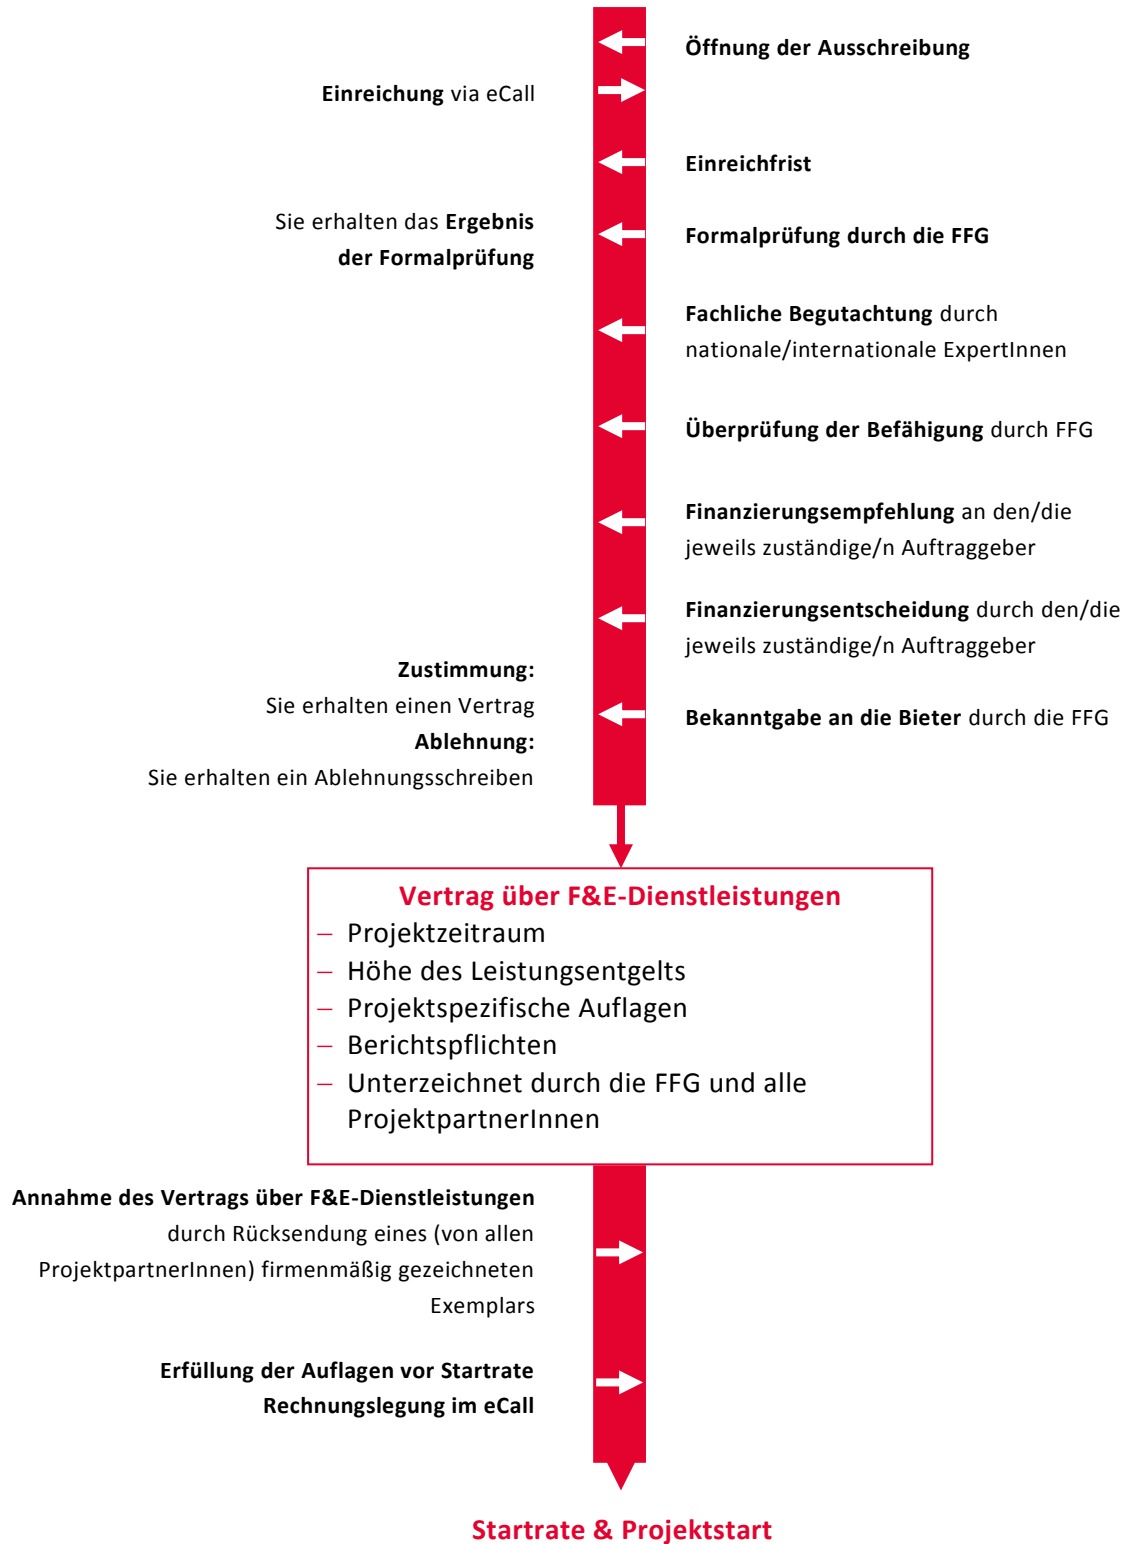 Öffnung der Ausschreibung
Einreichung via eCall
Einreichfrist
Sie erhalten das Ergebnis
der Formalprüfung
Formalprüfung durch die FFG
Fachliche Begutachtung durch
nationale/internationale ExpertInnen
Überprüfung der Befähigung durch FFG
Finanzierungsempfehlung an den/die
jeweils zuständige/n Auftraggeber
Finanzierungsentscheidung durch den/die
jeweils zuständige/n Auftraggeber
Zustimmung:
Sie erhalten einen Vertrag
Ablehnung:
Sie erhalten ein Ablehnungsschreiben
Bekanntgabe an die Bieter durch die FFG
Vertrag über F&E-Dienstleistungen
– Projektzeitraum
– Höhe des Leistungsentgelts
– Projektspezifische Auflagen
– Berichtspflichten
– Unterzeichnet durch die FFG und alle
ProjektpartnerInnen
Annahme des Vertrags über F&E-Dienstleistungen
durch Rücksendung eines (von allen
ProjektpartnerInnen) firmenmäßig gezeichneten
Exemplars
Erfüllung der Auflagen vor Startrate
Rechnungslegung im eCall
Startrate & Projektstart